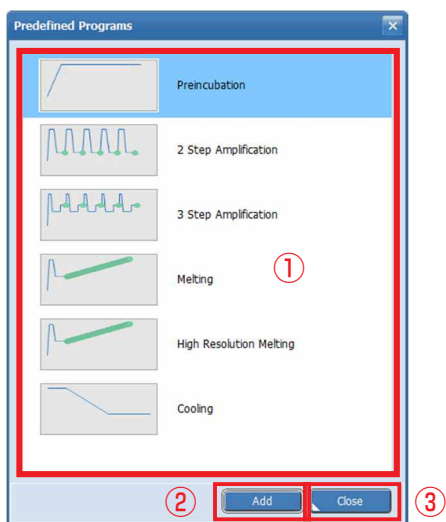 Predefined Programs
Preincubation
2 Step Amplification
3 Step Amplification
①
Melting
High Resolution Melting
Cooling
② Add Close ③